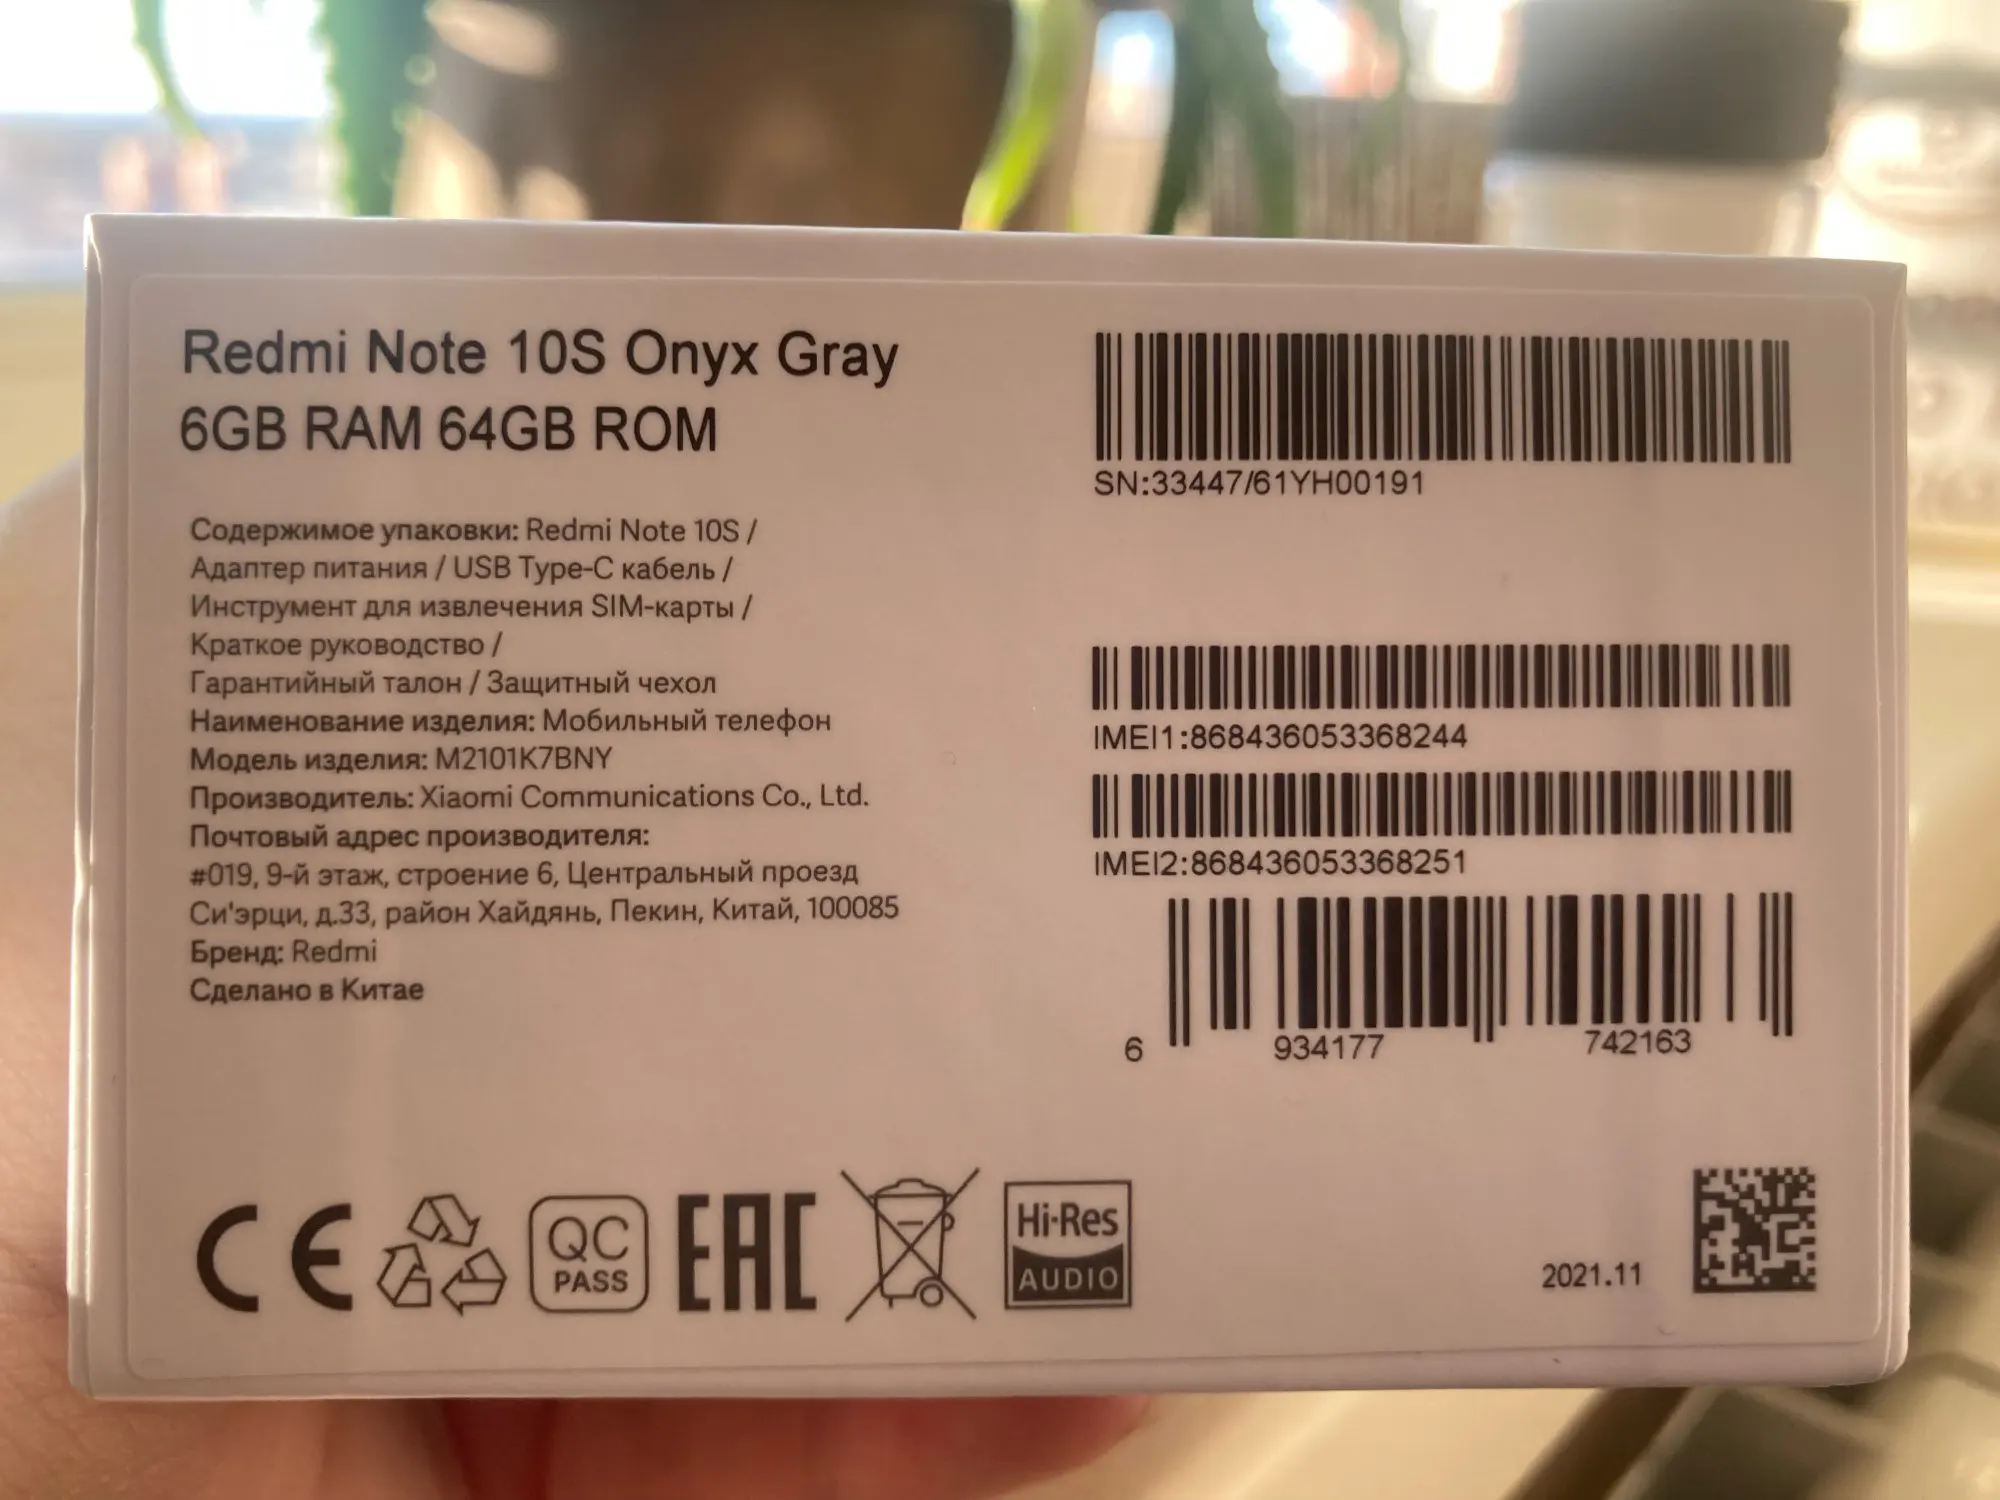 Redmi Note 10S Onyx Gray
6GB RAM 64GB ROM
Содержимое упаковки: Redmi Note 10S /
Адаптер питания / USB Type-C кабель /
Инструмент для извлечения SIM-карты /
Краткое руководство /
Гарантийный талон / Защитный чехол
Наименование изделия: Мобильный телефон
Модель изделия: M2101K7BNY
Производитель: Xiaomi Communications Co., Ltd.
Почтовый адрес производителя:
#019, 9-й этаж, строение 6, Центральный проезд
Си'эрци, д.33, район Хайдянь, Пекин, Китай, 100085
Бренд: Redmi
Сделано в Китае
SN:33447/61YH00191
IMEI1:868436053368244
IMEI2:868436053368251
6 934177 742163
CE
QC
PASS
EAC
Hi-Res
AUDIO
2021.11